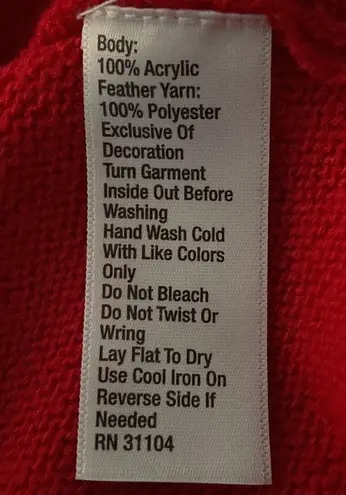 Body:
100% Acrylic
Feather Yarn:
100% Polyester
Exclusive Of
Decoration
Turn Garment
Inside Out Before
Washing
Hand Wash Cold
With Like Colors
Only
Do Not Bleach
Do Not Twist Or
Wring
Lay Flat To Dry
Use Cool Iron On
Reverse Side If
Needed
RN 31104